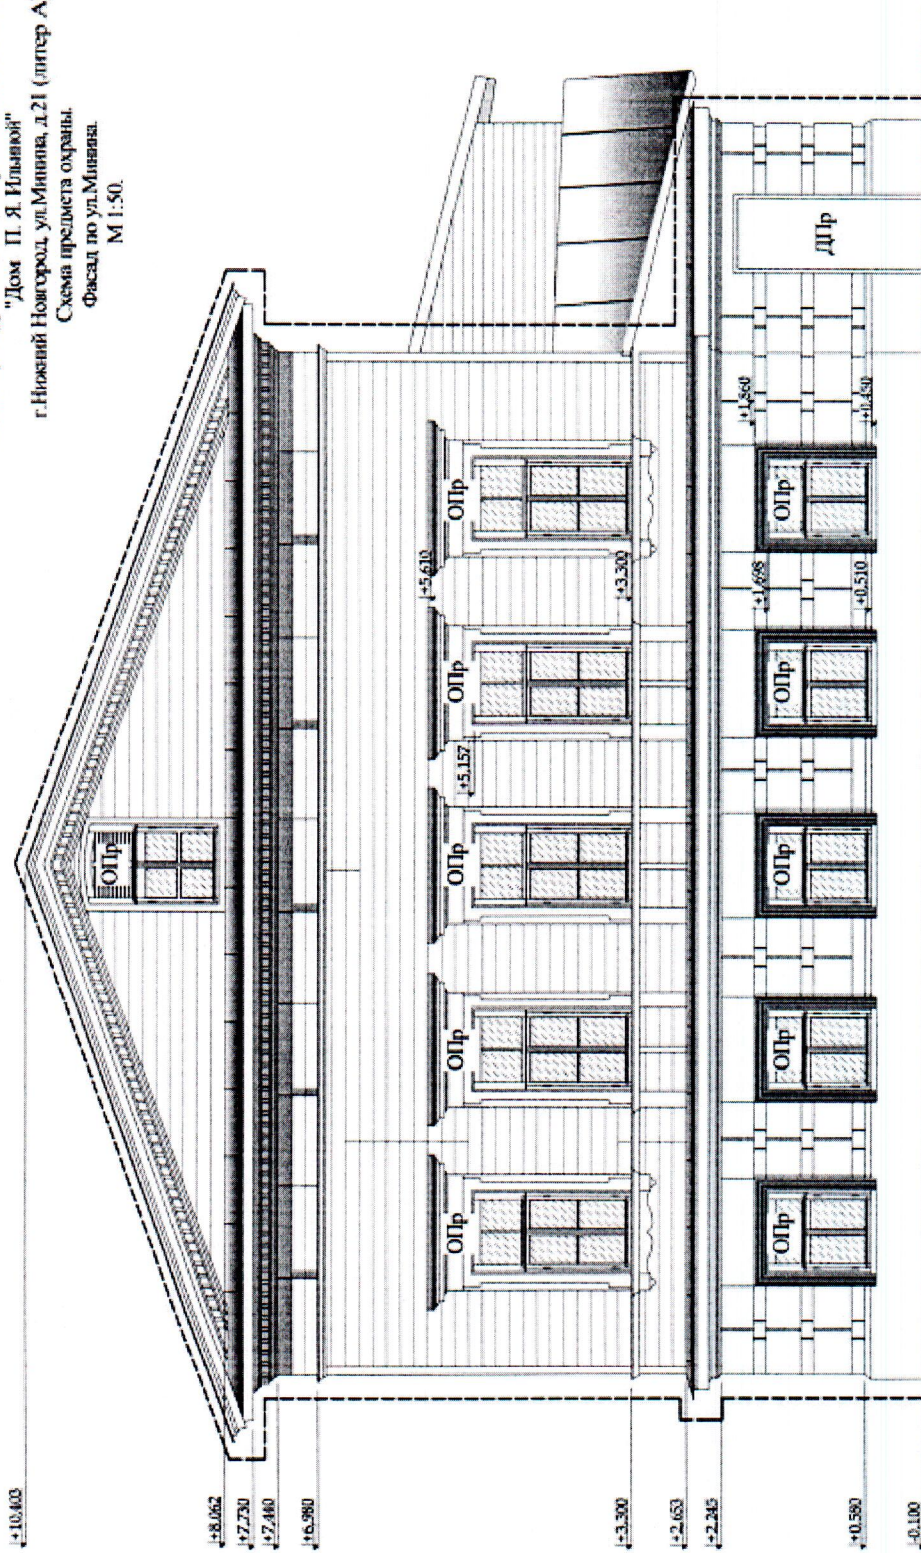 "Дом П. Я. Ильиной"
г.Нижний Новгород, ул.Минина, д.21 (литер А
Схема предмета охраны.
Фасад по ул.Минина.
М 1:50.
+10.403
+8.062
+7.730
+7.440
+6.980
+3.300
+2.653
+2.245
+0.580
-0.100
ОПр
ОПр
ОПр
ОПр
ОПр
ОПр
+5.157
+5.610
+3.300
ОПр
ОПр
ОПр
ОПр
ОПр
+1.698
+0.510
+1.860
+0.450
ДПр